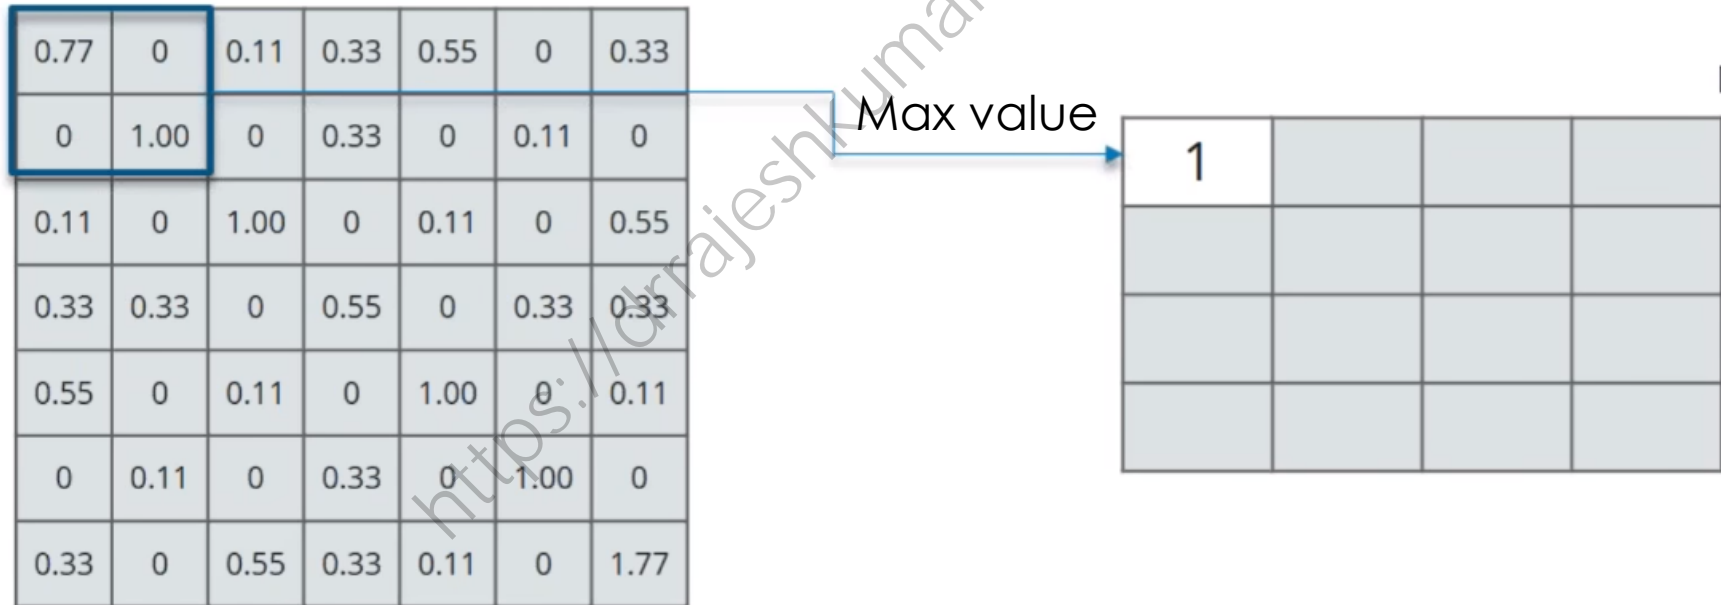 0.77 0 0.11 0.33 0.55 0 0.33
0 1.00 0 0.33 0 0.11 0
0.11 0 1.00 0 0.11 0 0.55
0.33 0.33 0 0.55 0 0.33 0.33
0.55 0 0.11 0 1.00 0 0.11
0 0.11 0 0.33 0 1.00 0
0.33 0 0.55 0.33 0.11 0 1.77
Max value
1
https://drrajeshkumar